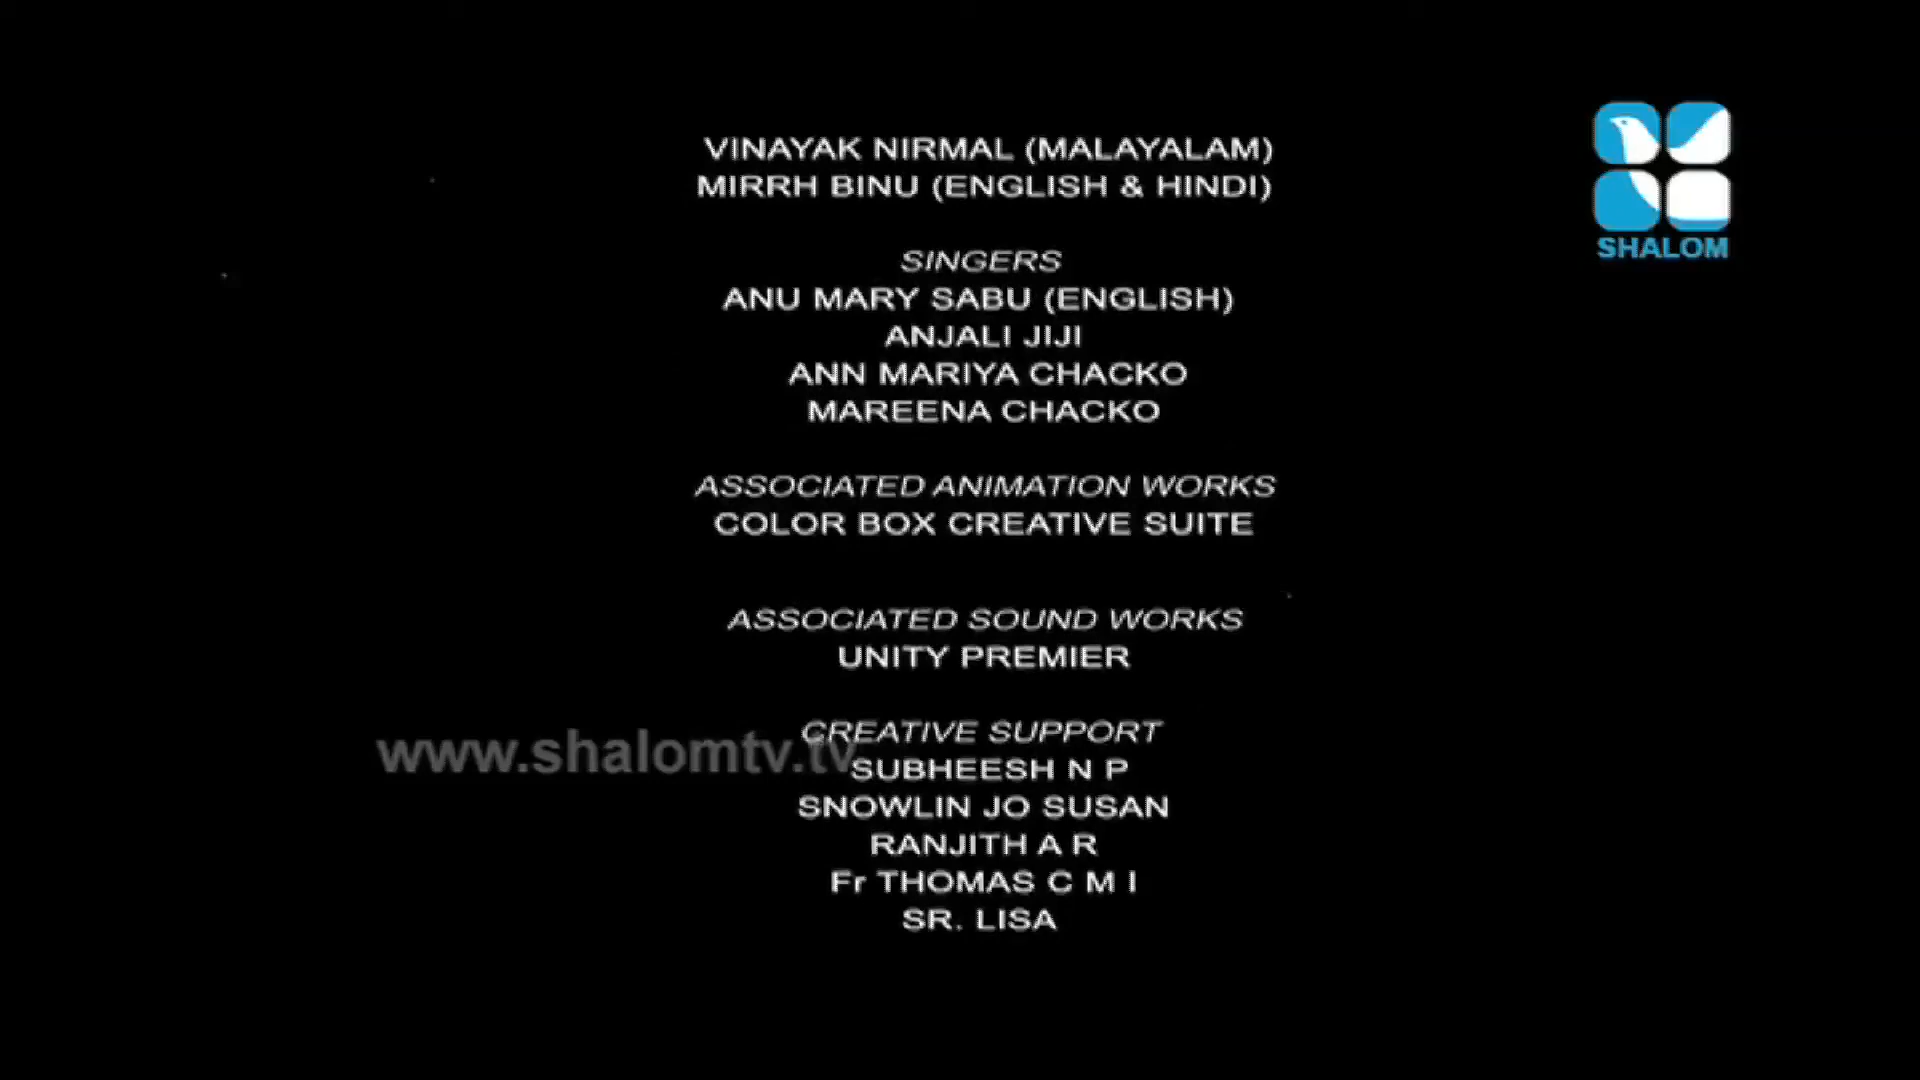 VINAYAK NIRMAL (MALAYALAM)
MIRRH BINU (ENGLISH & HINDI)
SINGERS
ANU MARY SABU (ENGLISH)
ANJALI JIJI
ANN MARIYA CHACKO
MAREENA CHACKO
ASSOCIATED ANIMATION WORKS
COLOR BOX CREATIVE SUITE
ASSOCIATED SOUND WORKS
UNITY PREMIER
CREATIVE SUPPORT
SUBHEESH N P
SNOWLIN JO SUSAN
RANJITH A R
Fr THOMAS C M I
SR. LISA
www.shalomtv.tv
SHALOM